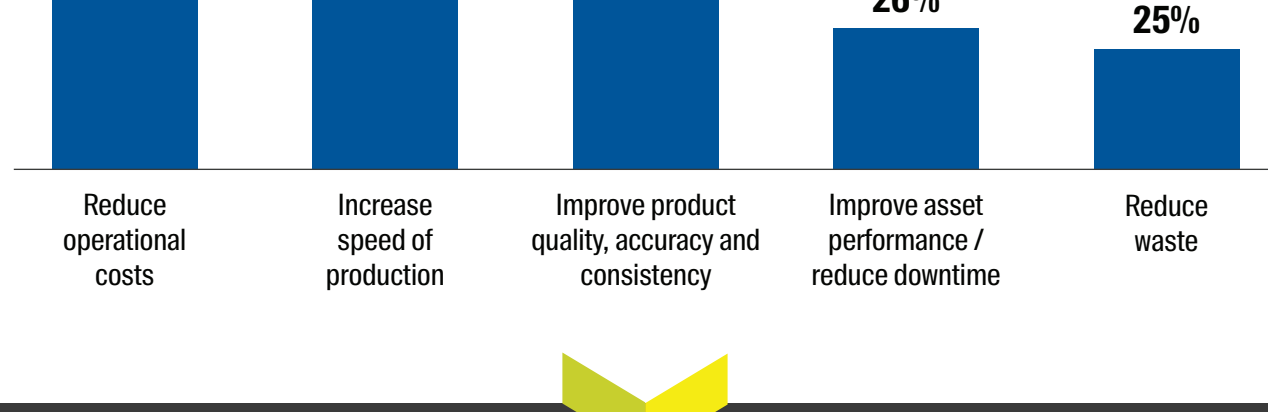 25%
Reduce
operational
costs
Increase
speed of
production
Improve product
quality, accuracy and
consistency
Improve asset
performance /
reduce downtime
Reduce
waste